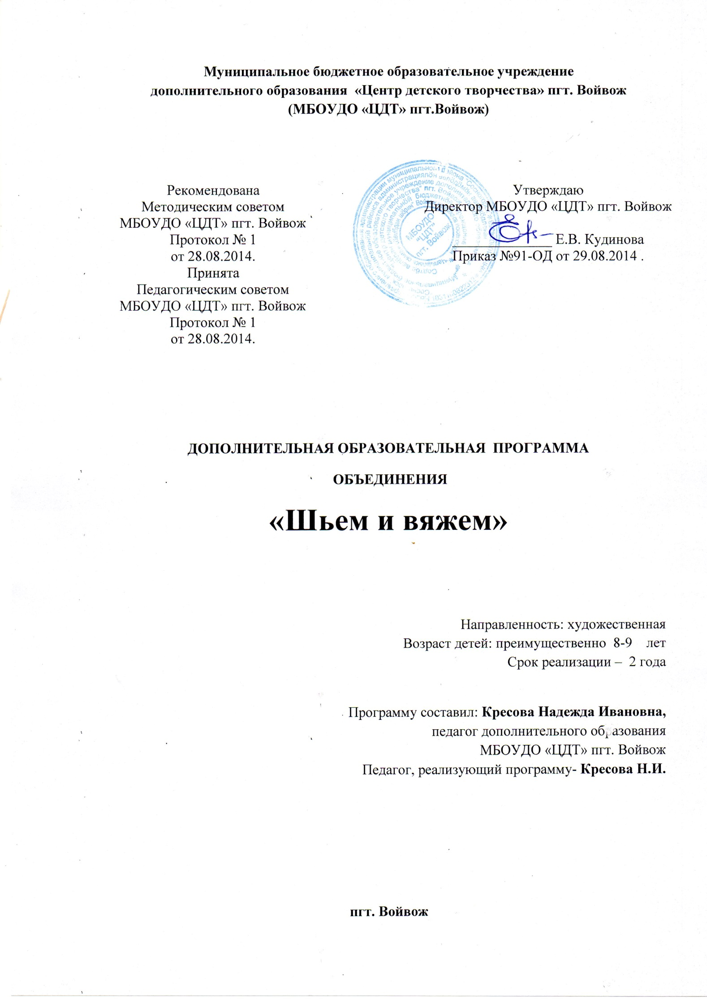 Муниципальное бюджетное образовательное учреждение
дополнительного образования «Центр детского творчества» пгт. Войвож
(МБОУДО «ЦДТ» пгт.Войвож)
Рекомендована
Методическим советом
МБОУДО «ЦДТ» пгт. Войвож
Протокол № 1
от 28.08.2014.
Принята
Педагогическим советом
МБОУДО «ЦДТ» пгт. Войвож
Протокол № 1
от 28.08.2014.
МБОУДО
"ЦДТ"
пгт. Войвож
Утверждаю
Директор МБОУДО «ЦДТ» пгт. Войвож
Е.В. Кудинова
Приказ №91-ОД от 29.08.2014 .
ДОПОЛНИТЕЛЬНАЯ ОБРАЗОВАТЕЛЬНАЯ ПРОГРАММА
ОБЪЕДИНЕНИЯ
«Шьем и вяжем»
Направленность: художественная
Возраст детей: преимущественно 8-9 лет
Срок реализации – 2 года
Программу составил: Кресова Надежда Ивановна,
педагог дополнительного образования
МБОУДО «ЦДТ» пгт. Войвож
Педагог, реализующий программу- Кресова Н.И.
пгт. Войвож